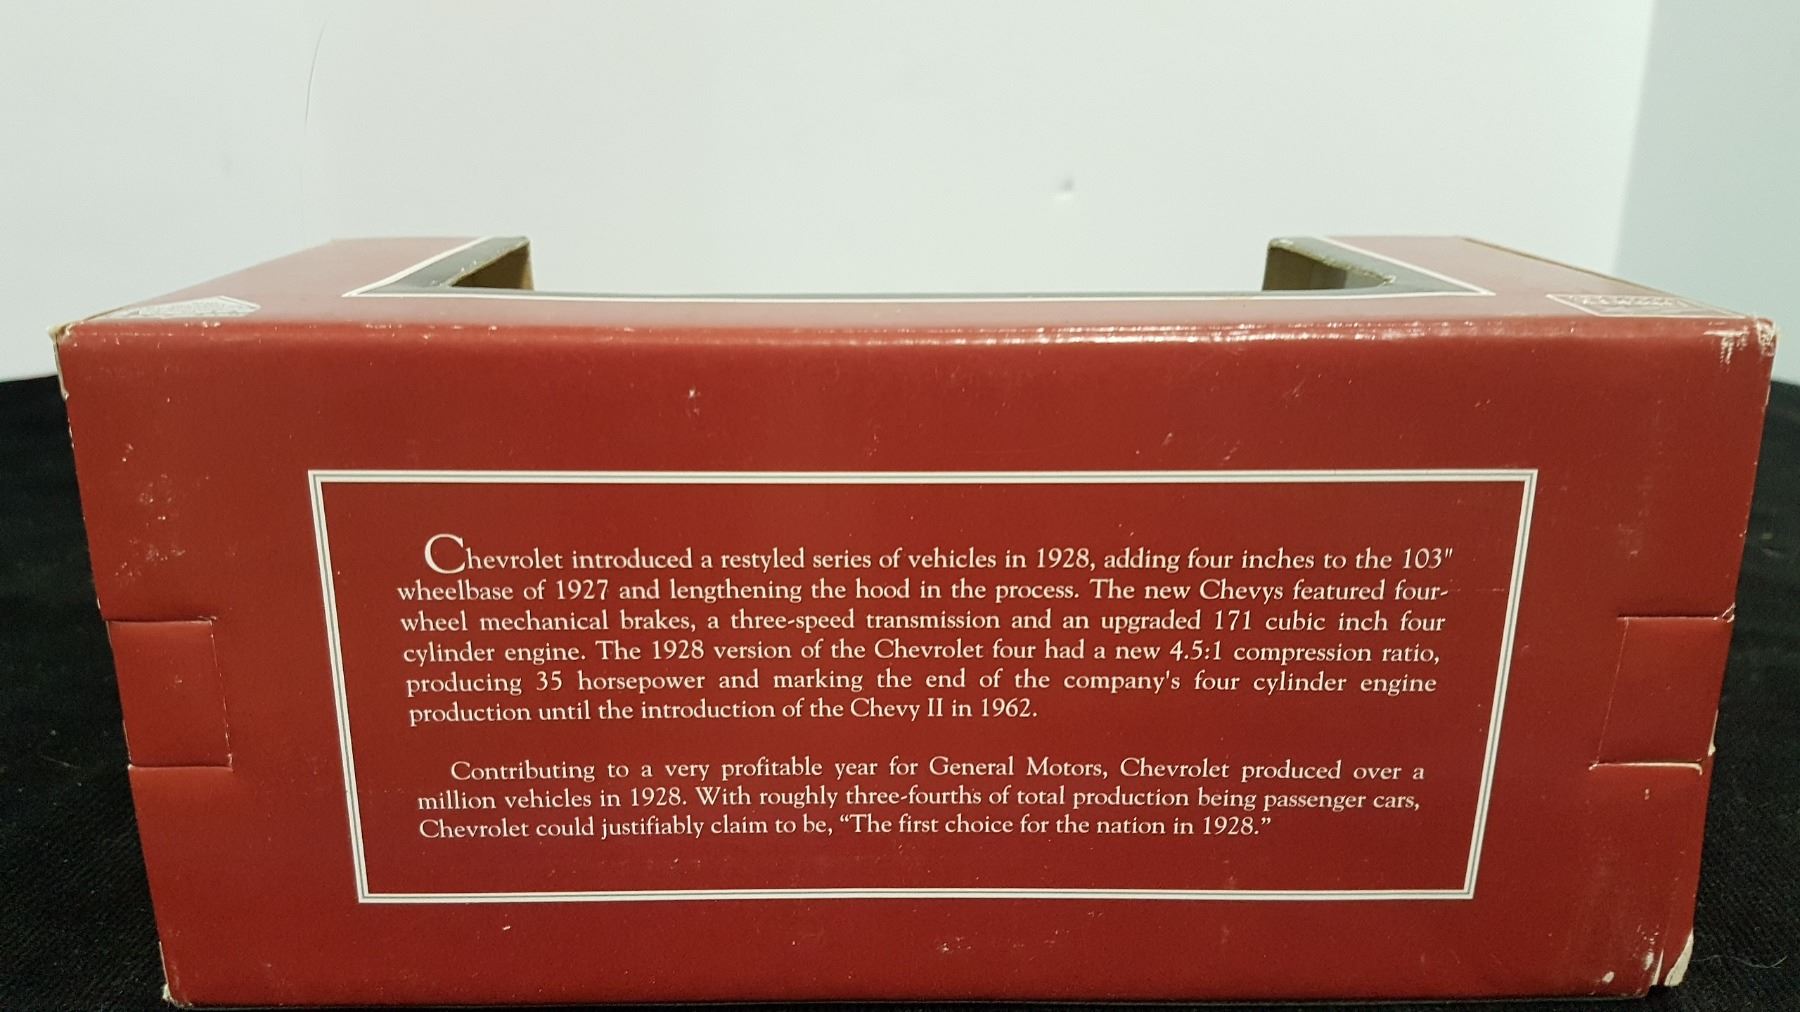 Chevrolet introduced a restyled series of vehicles in 1928, adding four inches to the 103"
wheelbase of 1927 and lengthening the hood in the process. The new Chevys featured four-
wheel mechanical brakes, a three-speed transmission and an upgraded 171 cubic inch four
cylinder engine. The 1928 version of the Chevrolet four had a new 4.5:1 compression ratio,
producing 35 horsepower and marking the end of the company's four cylinder engine
production until the introduction of the Chevy II in 1962.
Contributing to a very profitable year for General Motors, Chevrolet produced over a
million vehicles in 1928. With roughly three-fourths of total production being passenger cars,
Chevrolet could justifiably claim to be, “The first choice for the nation in 1928.”